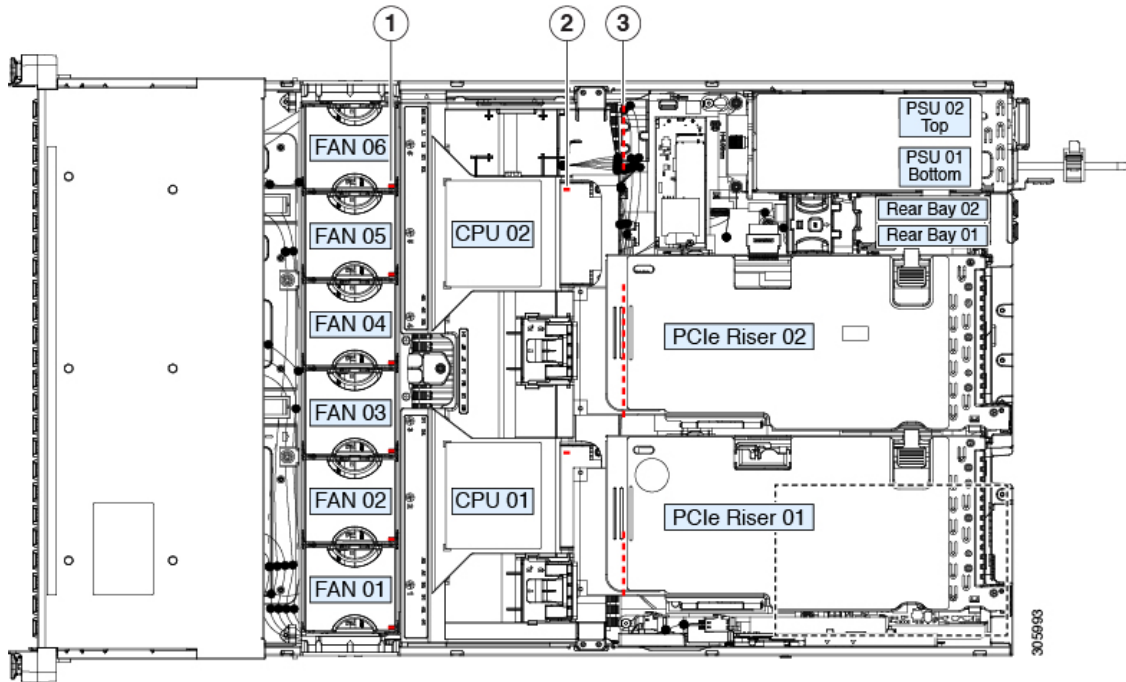 1
2
3
FAN 06
FAN 05
FAN 04
FAN 03
FAN 02
FAN 01
CPU 02
CPU 01
PSU 02
Top
PSU 01
Bottom
Rear Bay 02
Rear Bay 01
PCIe Riser 02
PCIe Riser 01
305993